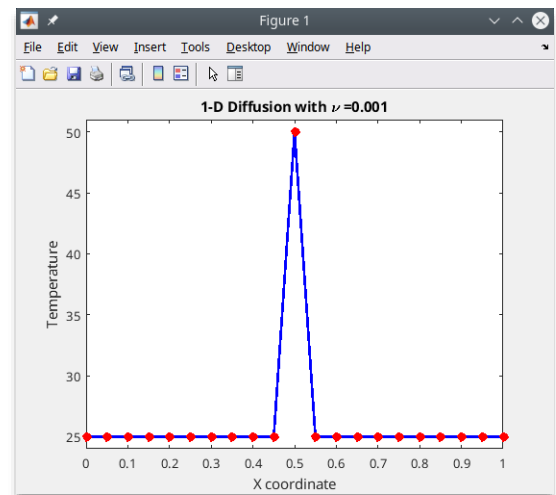 Figure 1
File Edit View Insert Tools Desktop Window Help
1-D Diffusion with ν =0.001
50
45
40
35
30
25
Temperature
0 0.1 0.2 0.3 0.4 0.5 0.6 0.7 0.8 0.9 1
X coordinate